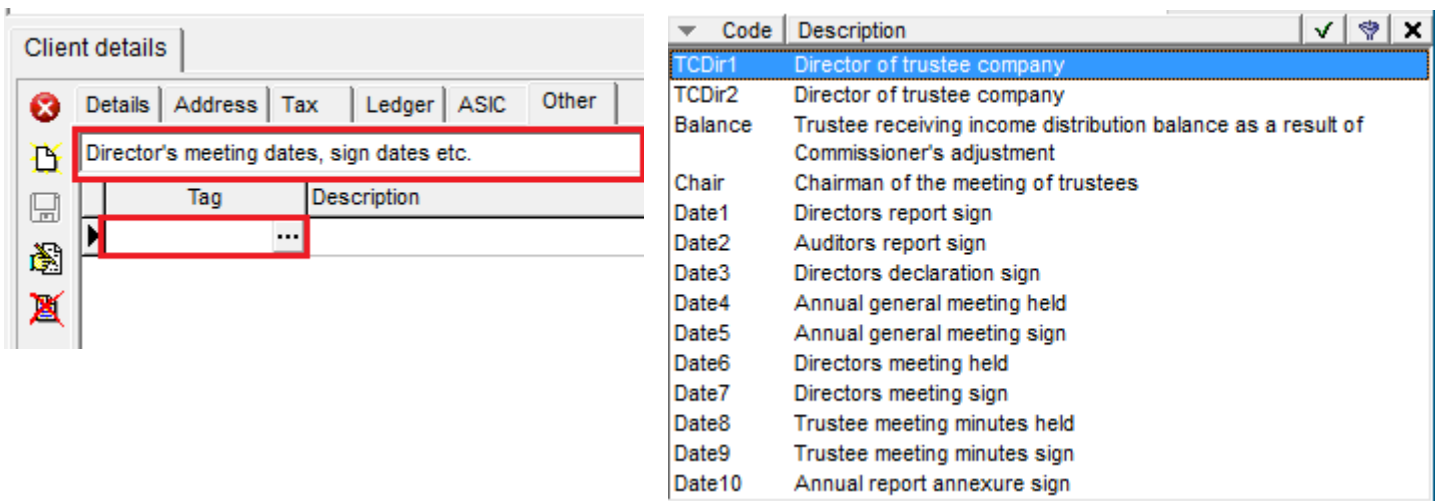 Client details
Details Address Tax Ledger ASIC Other
Director's meeting dates, sign dates etc.
Tag Description
...
Code Description
TCDir1 Director of trustee company
TCDir2 Director of trustee company
Balance Trustee receiving income distribution balance as a result of
Commissioner's adjustment
Chair Chairman of the meeting of trustees
Date1 Directors report sign
Date2 Auditors report sign
Date3 Directors declaration sign
Date4 Annual general meeting held
Date5 Annual general meeting sign
Date6 Directors meeting held
Date7 Directors meeting sign
Date8 Trustee meeting minutes held
Date9 Trustee meeting minutes sign
Date10 Annual report annexure sign